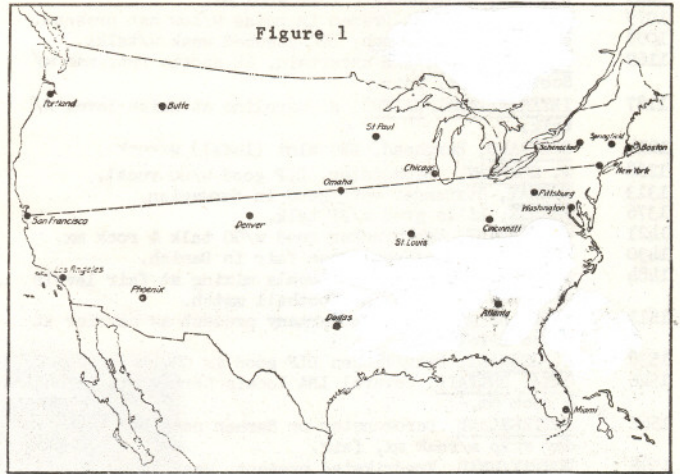 Figure 1
Portland
Butte
St Paul
Schenectady
Springfield
Boston
Chicago
New York
Omaha
Pittsburg
Washington
San Francisco
Denver
Cincinnati
St Louis
Los Angeles
Phoenix
Atlanta
Dallas
Miami